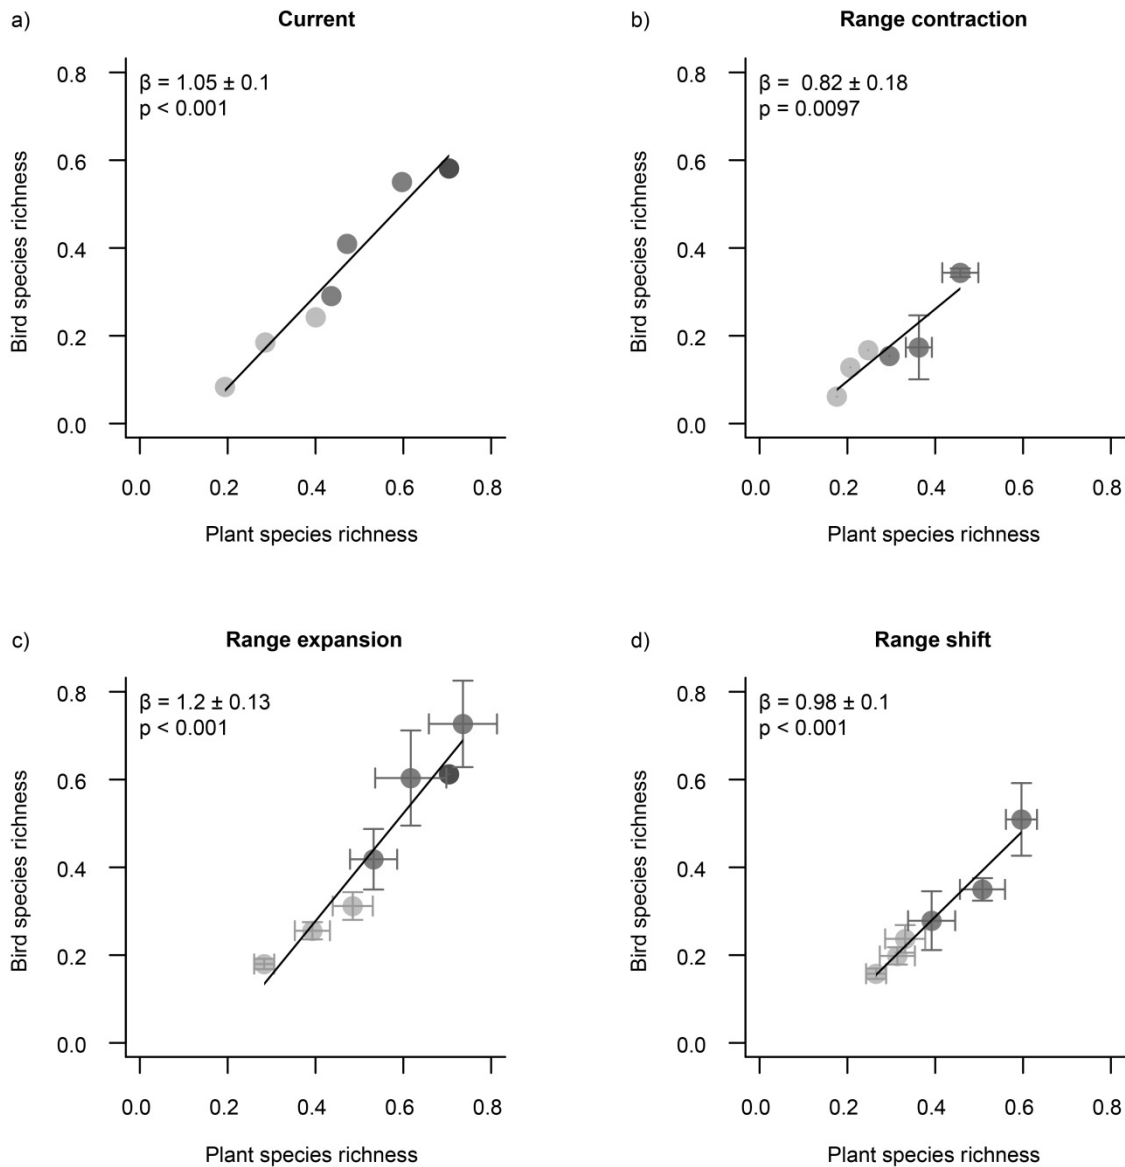 a)
Current
β = 1.05 ± 0.1
p < 0.001
Bird species richness
0.8
0.6
0.4
0.2
0.0
0.0 0.2 0.4 0.6 0.8
Plant species richness
b)
Range contraction
β = 0.82 ± 0.18
p = 0.0097
Bird species richness
0.8
0.6
0.4
0.2
0.0
0.0 0.2 0.4 0.6 0.8
Plant species richness
c)
Range expansion
β = 1.2 ± 0.13
p < 0.001
Bird species richness
0.8
0.6
0.4
0.2
0.0
0.0 0.2 0.4 0.6 0.8
Plant species richness
d)
Range shift
β = 0.98 ± 0.1
p < 0.001
Bird species richness
0.8
0.6
0.4
0.2
0.0
0.0 0.2 0.4 0.6 0.8
Plant species richness